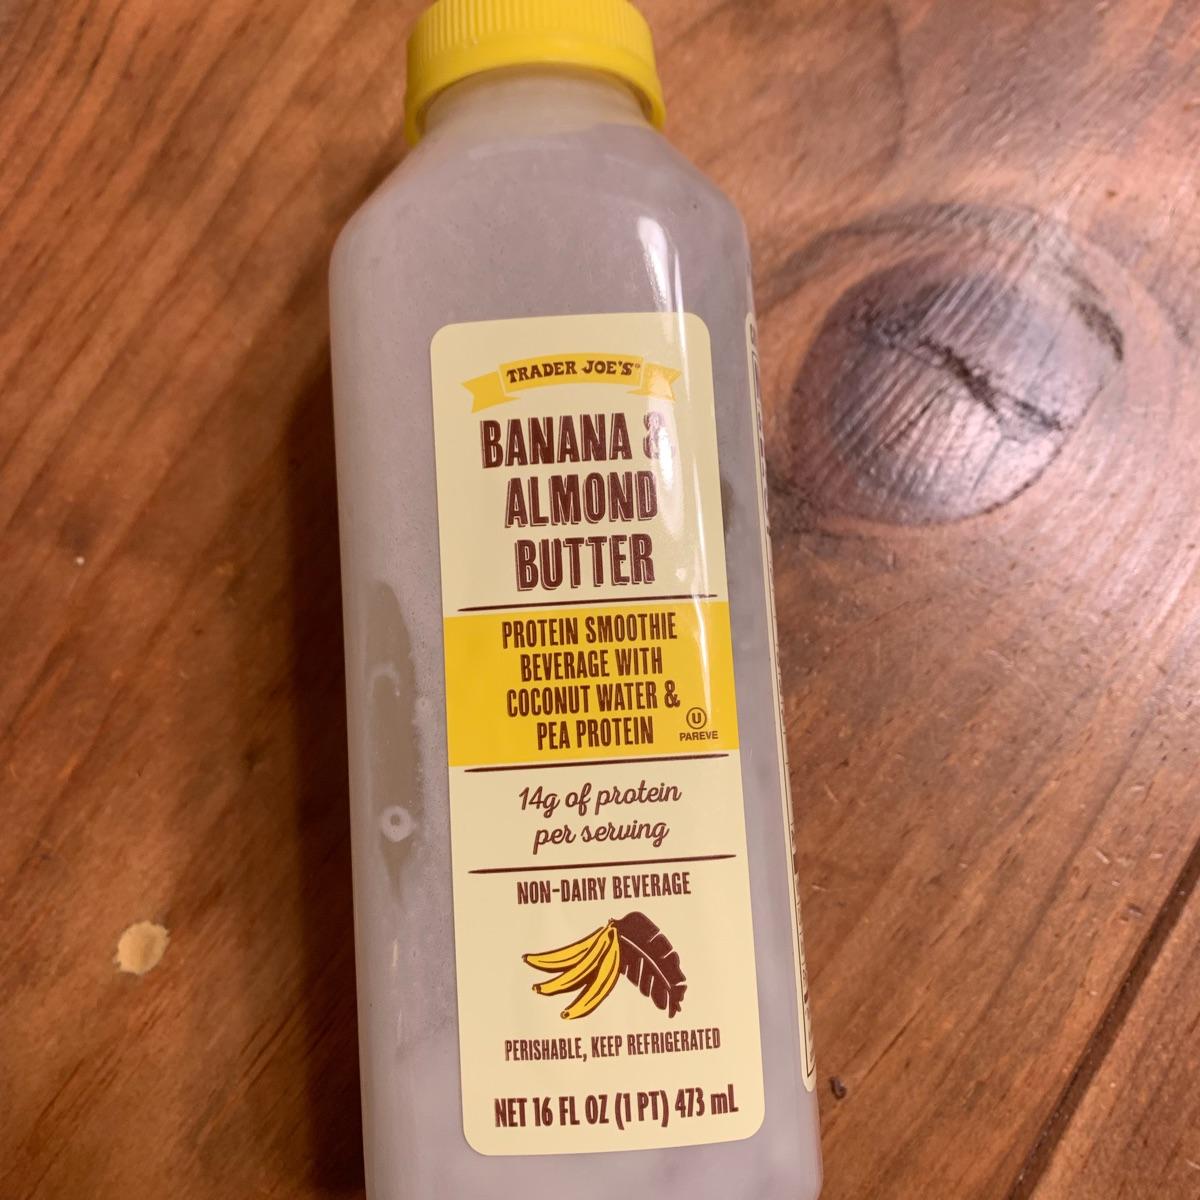 TRADER JOE'S
BANANA &
ALMOND
BUTTER
PROTEIN SMOOTHIE
BEVERAGE WITH
COCONUT WATER &
PEA PROTEIN
U
PAREVE
14g of protein
per serving
NON-DAIRY BEVERAGE
PERISHABLE, KEEP REFRIGERATED
NET 16 FL OZ (1 PT) 473 mL